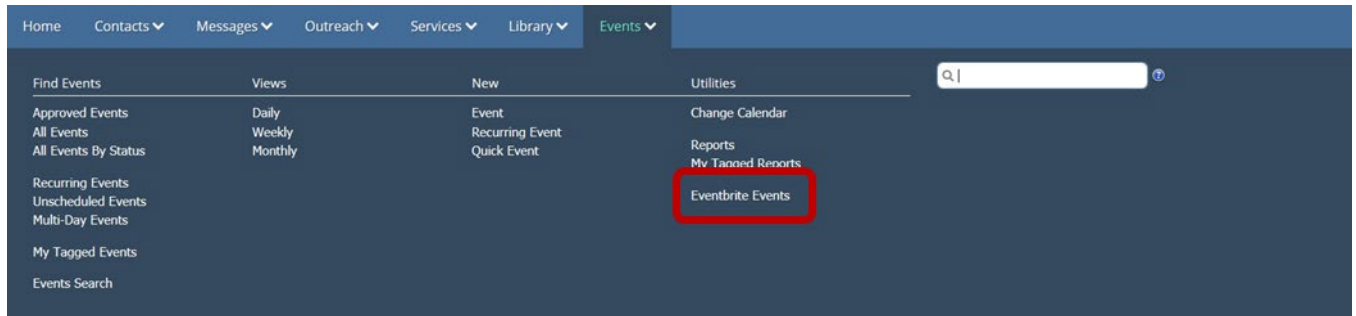 Home Contacts Messages Outreach Services Library Events
Find Events
Approved Events
All Events
All Events By Status
Recurring Events
Unscheduled Events
Multi-Day Events
My Tagged Events
Events Search
Views
Daily
Weekly
Monthly
New
Event
Recurring Event
Quick Event
Utilities
Change Calendar
Reports
My Tagged Reports
Eventbrite Events
?